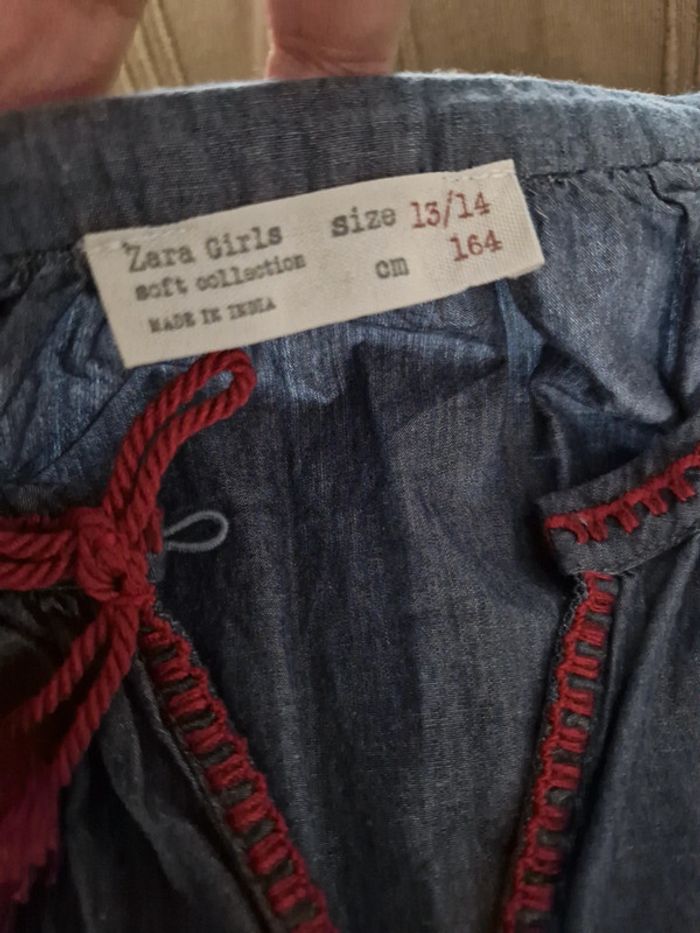 Zara Girls size 13/14
soft collection cm 164
MADE IN INDIA